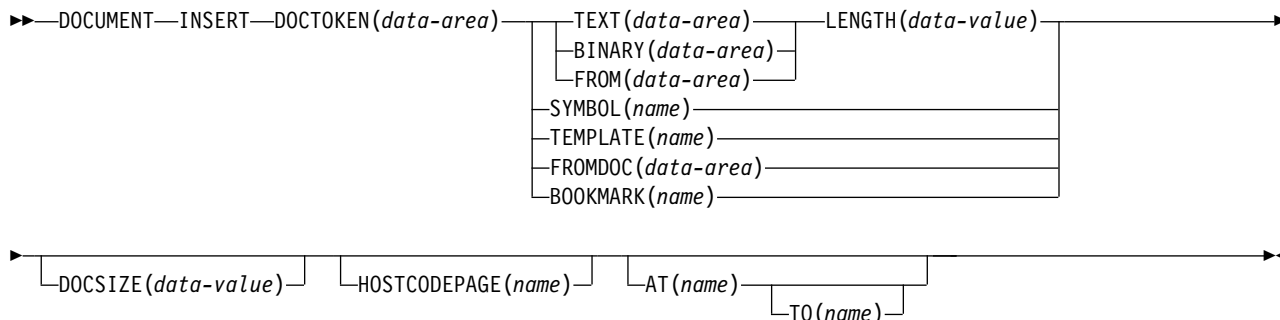 DOCUMENT INSERT DOCTOKEN(data-area) TEXT(data-area) LENGTH(data-value)
BINARY(data-area)
FROM(data-area)
SYMBOL(name)
TEMPLATE(name)
FROMDOC(data-area)
BOOKMARK(name)
DOCSIZE(data-value) HOSTCODEPAGE(name) AT(name)
TO(name)